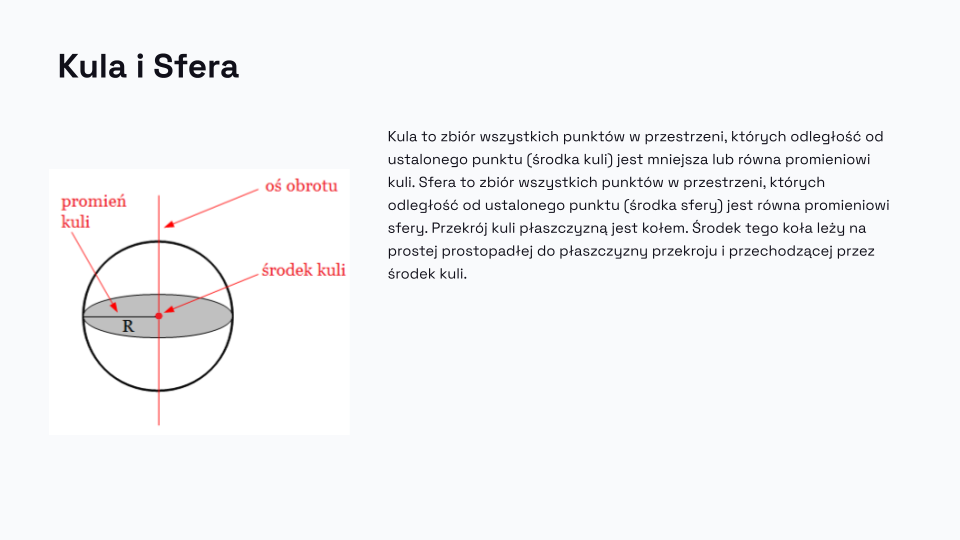 Kula i Sfera
Kula to zbiór wszystkich punktów w przestrzeni, których odległość od
ustalonego punktu (środka kuli) jest mniejsza lub równa promieniowi
kuli. Sfera to zbiór wszystkich punktów w przestrzeni, których
odległość od ustalonego punktu (środka sfery) jest równa promieniowi
sfery. Przekrój kuli płaszczyzną jest kołem. Środek tego koła leży na
prostej prostopadłej do płaszczyzny przekroju i przechodzącej przez
środek kuli.
oś obrotu
promień
kuli
środek kuli
R